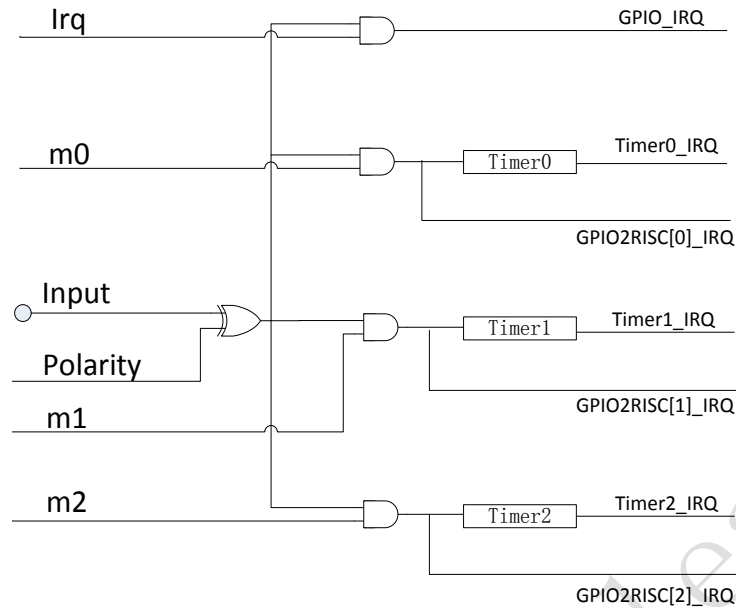 Irq
GPIO_IRQ
m0
Timer0
Timer0_IRQ
GPIO2RISC[0]_IRQ
Input
Timer1
Timer1_IRQ
Polarity
GPIO2RISC[1]_IRQ
m1
m2
Timer2
Timer2_IRQ
GPIO2RISC[2]_IRQ